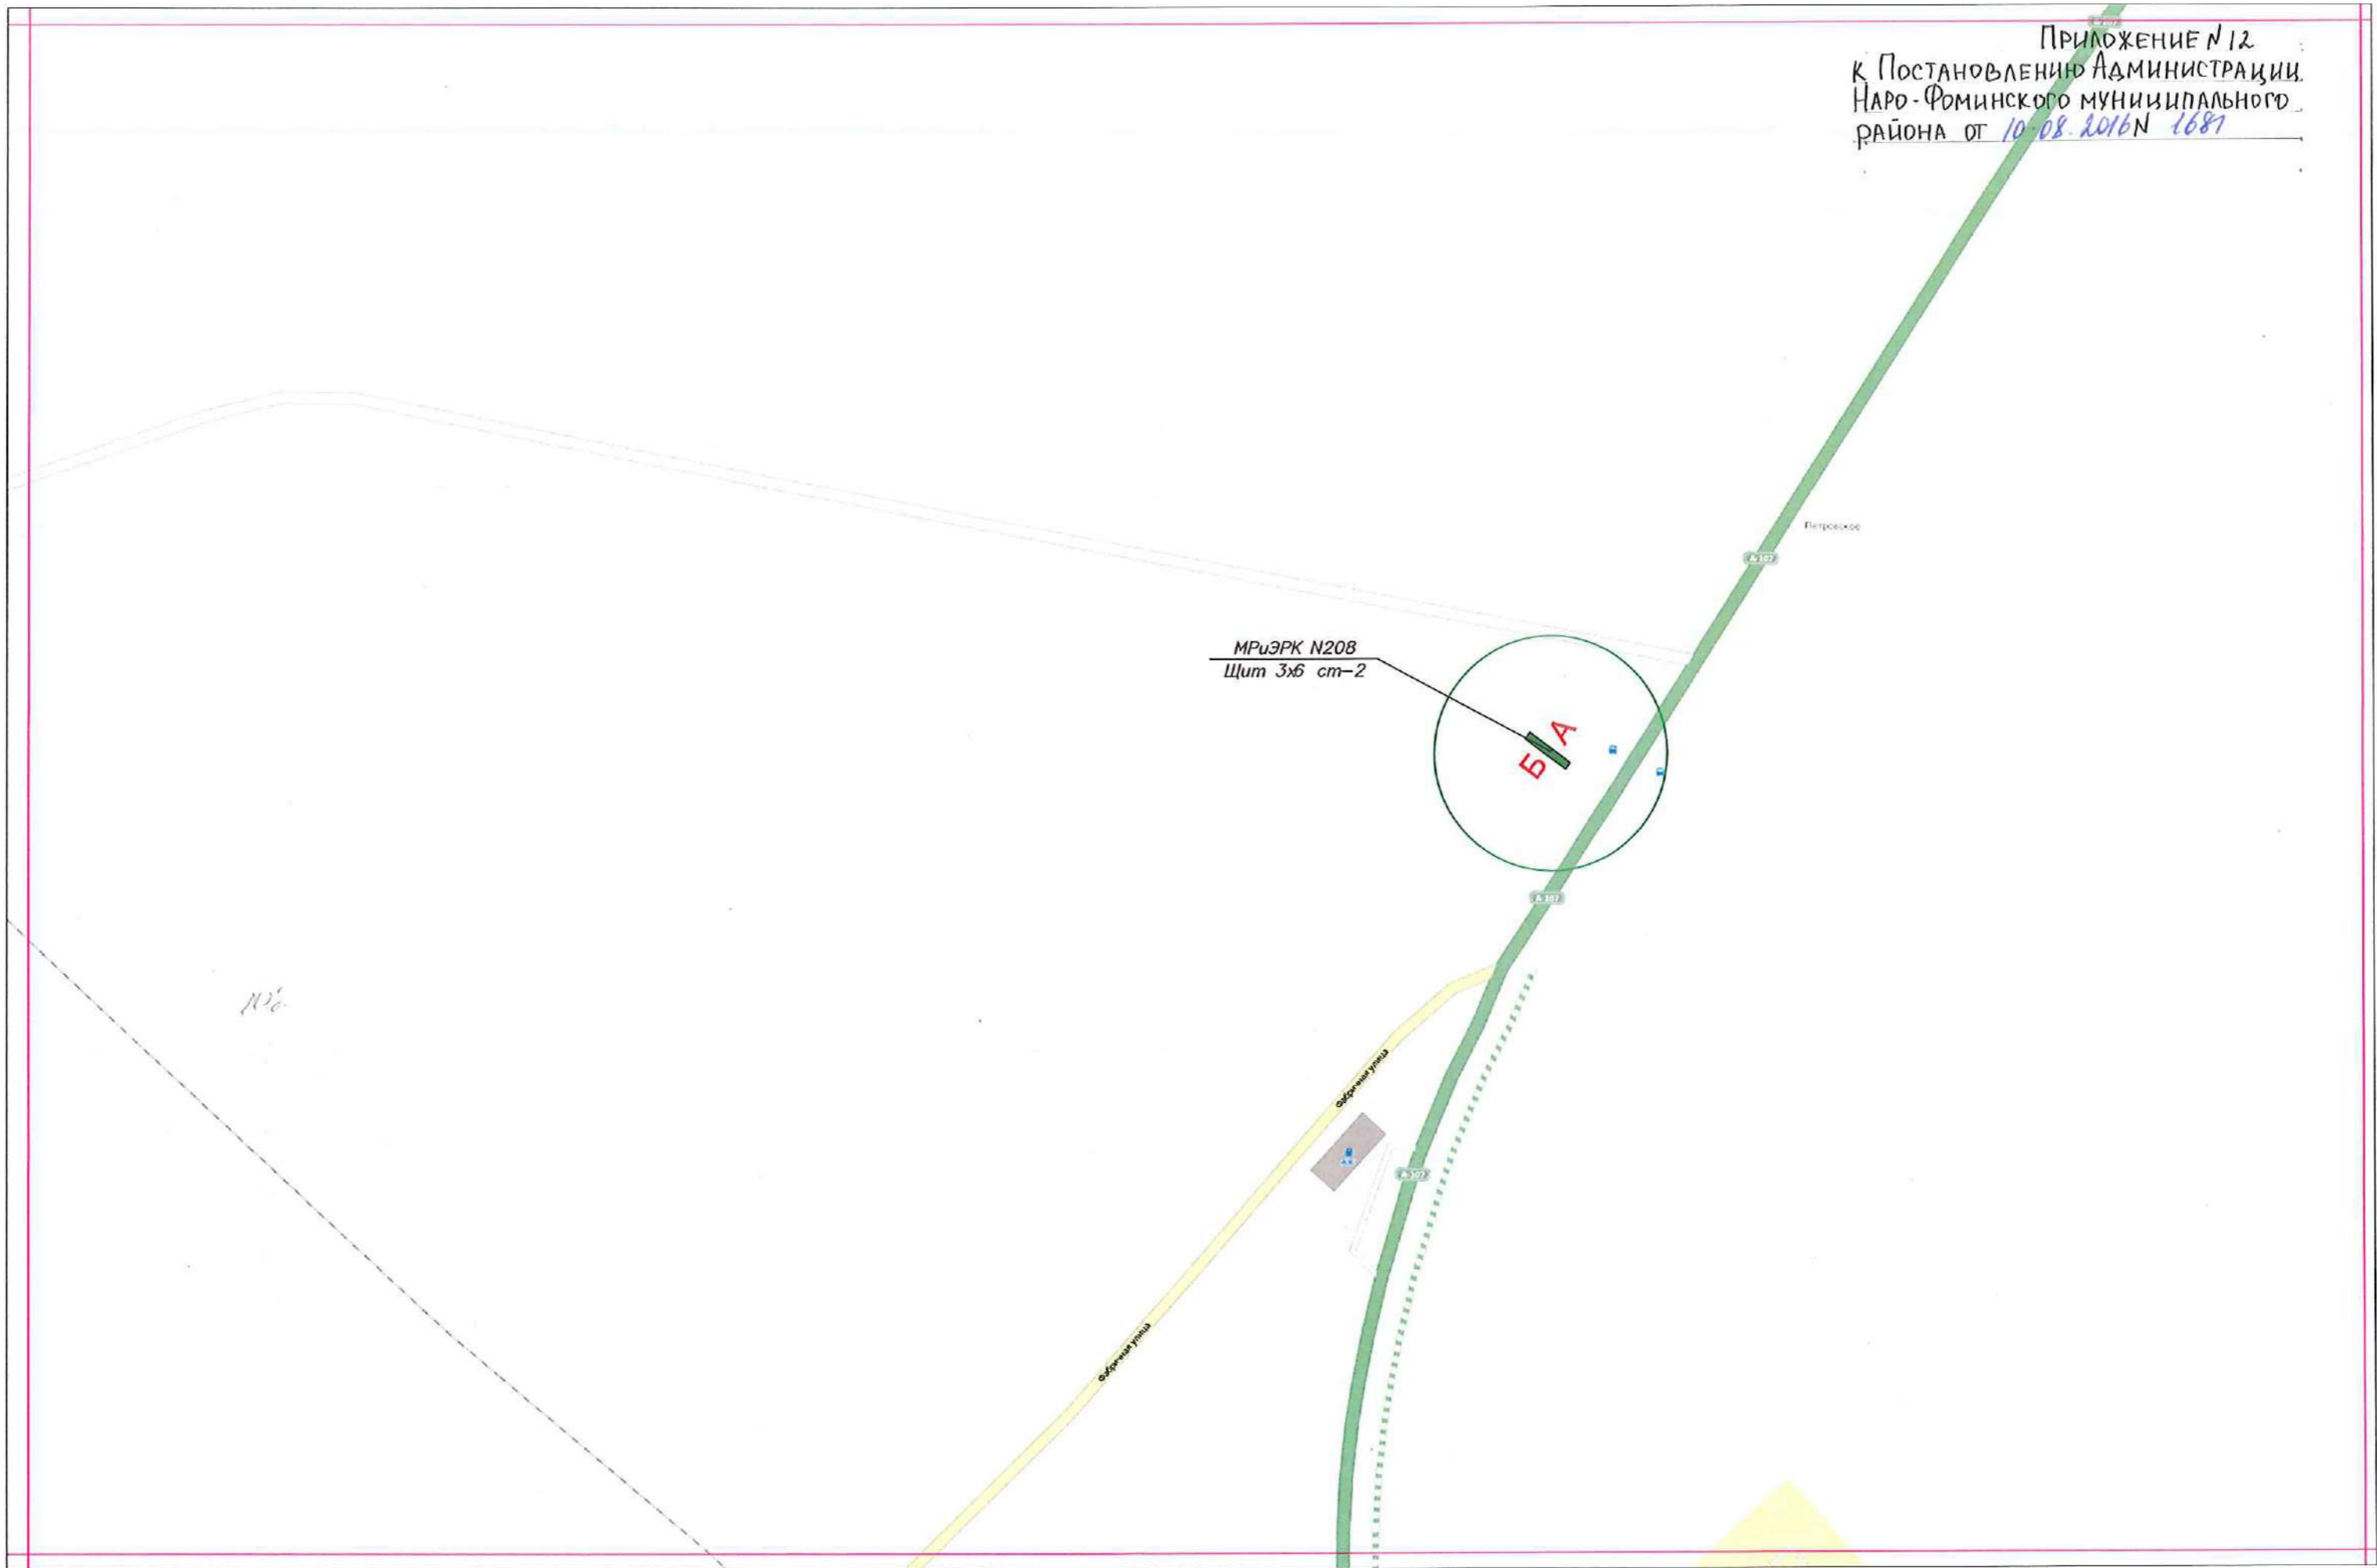 ПРИЛОЖЕНИЕ N 12
К ПОСТАНОВЛЕНИЮ АДМИНИСТРАЦИИ
НАРО-ФОМИНСКОГО МУНИЦИПАЛЬНОГО
РАЙОНА ОТ 10.08.2016 N 1681
Петровское
А-107
МРиЭРК N208
Щит 3х6 ст-2
А
Б
А-107
Фабричная улица
А-107
Фабричная улица